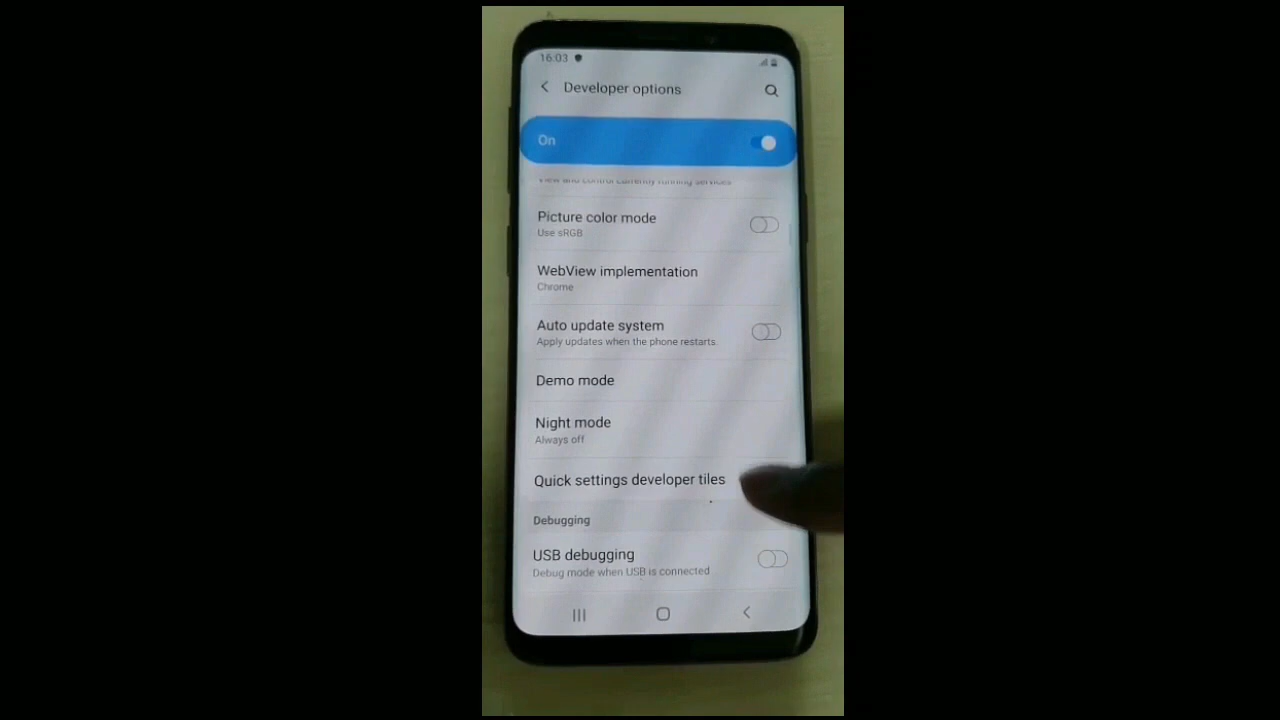 16:03
Developer options
On
View and control currently running services
Picture color mode
Use sRGB
WebView implementation
Chrome
Auto update system
Apply updates when the phone restarts.
Demo mode
Night mode
Always off
Quick settings developer tiles
Debugging
USB debugging
Debug mode when USB is connected